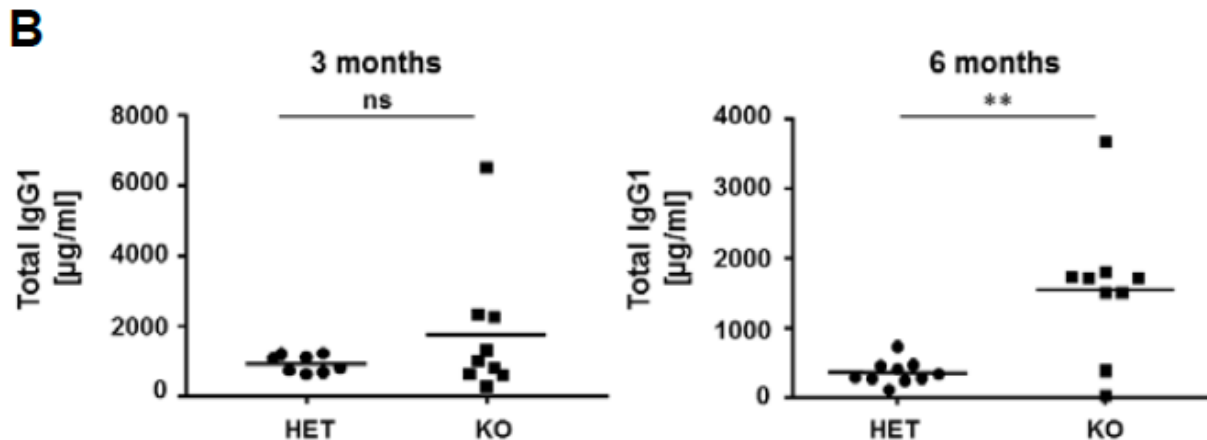 B
3 months
ns
8000
6000
4000
2000
0
Total IgG1
[µg/ml]
HET
KO
6 months
**
4000
3000
2000
1000
0
Total IgG1
[µg/ml]
HET
KO